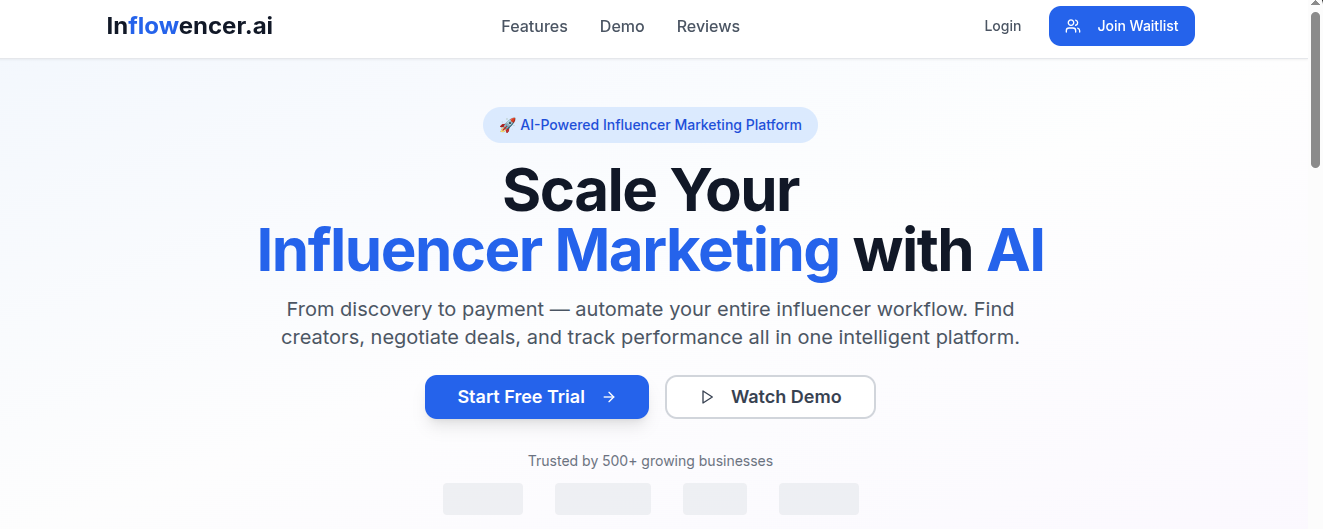 Inflowencer.ai
Features
Demo
Reviews
Login
Join Waitlist
🚀 AI-Powered Influencer Marketing Platform
Scale Your
Influencer Marketing with AI
From discovery to payment — automate your entire influencer workflow. Find
creators, negotiate deals, and track performance all in one intelligent platform.
Start Free Trial →
Watch Demo
Trusted by 500+ growing businesses